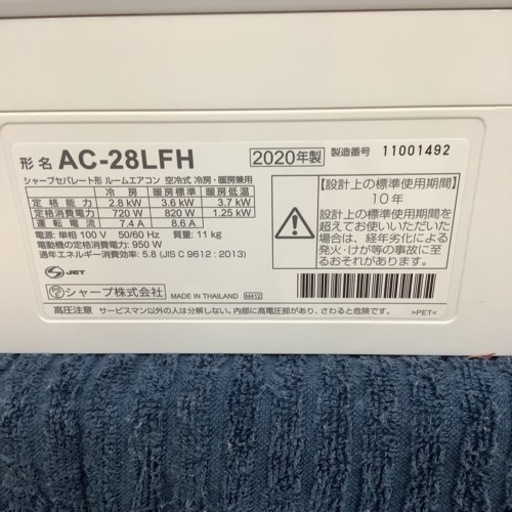 形名 AC-28LFH 2020年製 製造番号 11001492
シャープセパレート形 ルームエアコン 空冷式 冷房・暖房兼用
冷房 暖房標準 暖房低温
定格能力 2.8 kW 3.6 kW 3.7 kW
定格消費電力 720 W 820 W 1.25 kW
運転電流 7.4 A 8.6 A
電源: 単相 100 V 50/60 Hz 質量: 11 kg
電動機の定格消費電力: 950 W
通年エネルギー消費効率: 5.8 (JIS C 9612 : 2013)
JET
シャープ株式会社 MADE IN THAILAND MA12
高圧注意 サービスマン以外の人は分解しない。内部に高電圧部があり、さわると危険です。
【設計上の標準使用期間】
10年
設計上の標準使用期間を
超えてお使いいただいた
場合は、経年劣化による
発火・けが等の事故に至
るおそれがあります。
>PET<